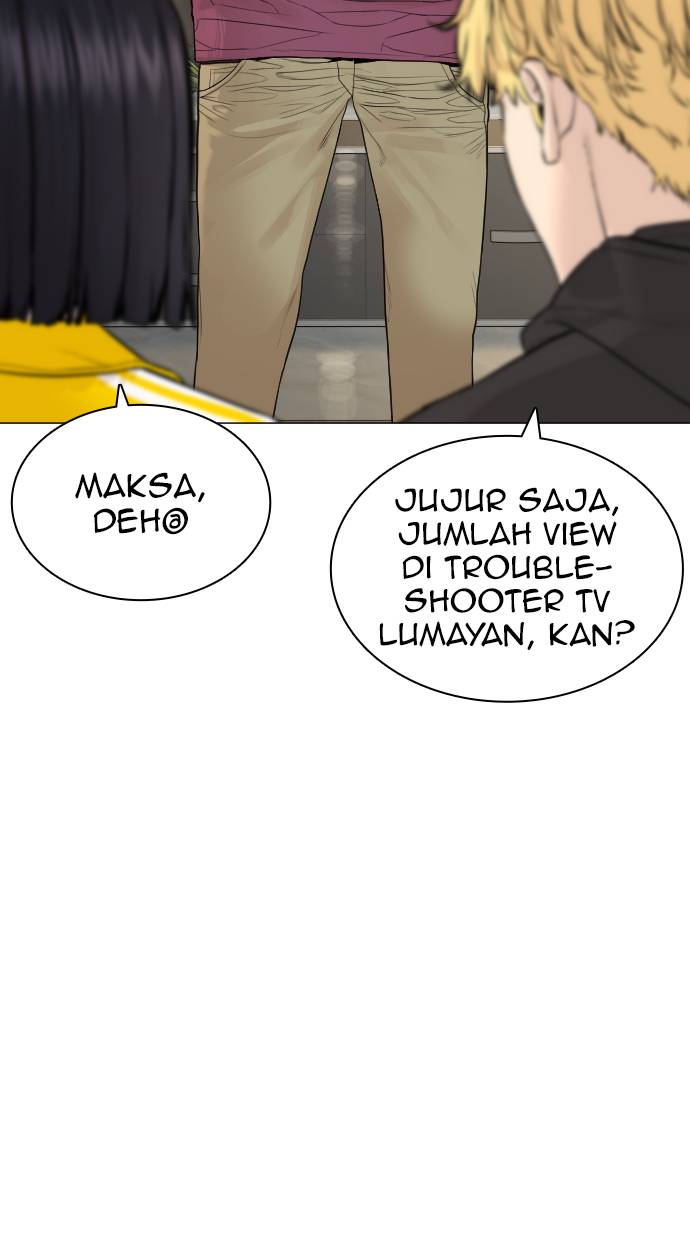 MAKSA,
DEH@
JUJUR SAJA,
JUMLAH VIEW
DI TROUBLE-
SHOOTER TV
LUMAYAN, KAN?